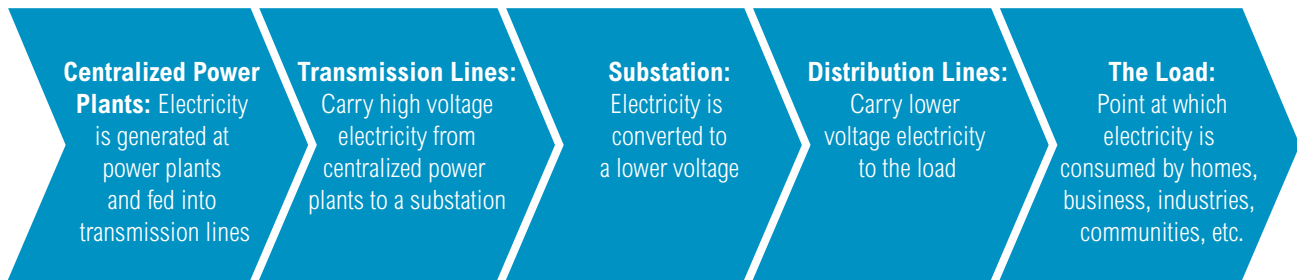 Centralized Power
Plants: Electricity
is generated at
power plants
and fed into
transmission lines
Transmission Lines:
Carry high voltage
electricity from
centralized power
plants to a substation
Substation:
Electricity is
converted to
a lower voltage
Distribution Lines:
Carry lower
voltage electricity
to the load
The Load:
Point at which
electricity is
consumed by homes,
business, industries,
communities, etc.